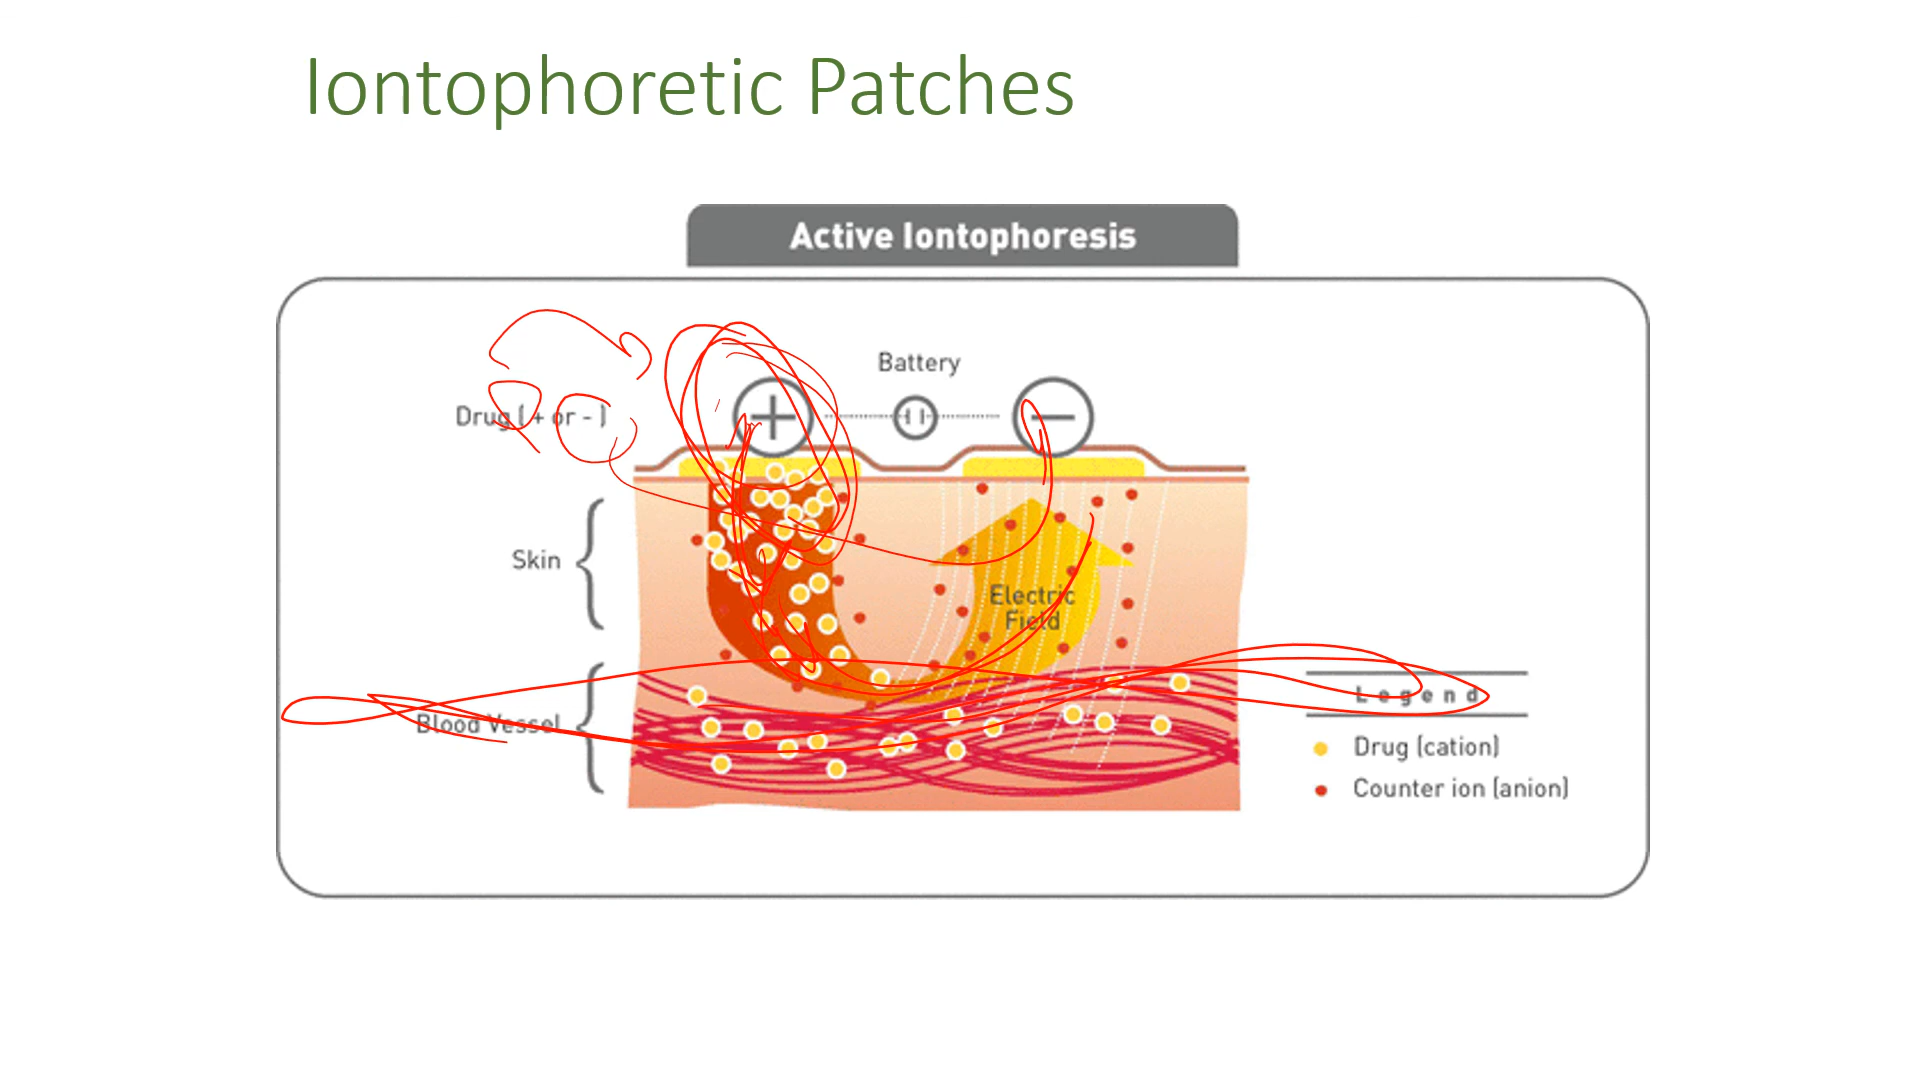 Iontophoretic Patches
Active Iontophoresis
Battery
Drug (+ or -)
Skin
Electric
Field
Blood Vessel
Legend
Drug (cation)
Counter ion (anion)